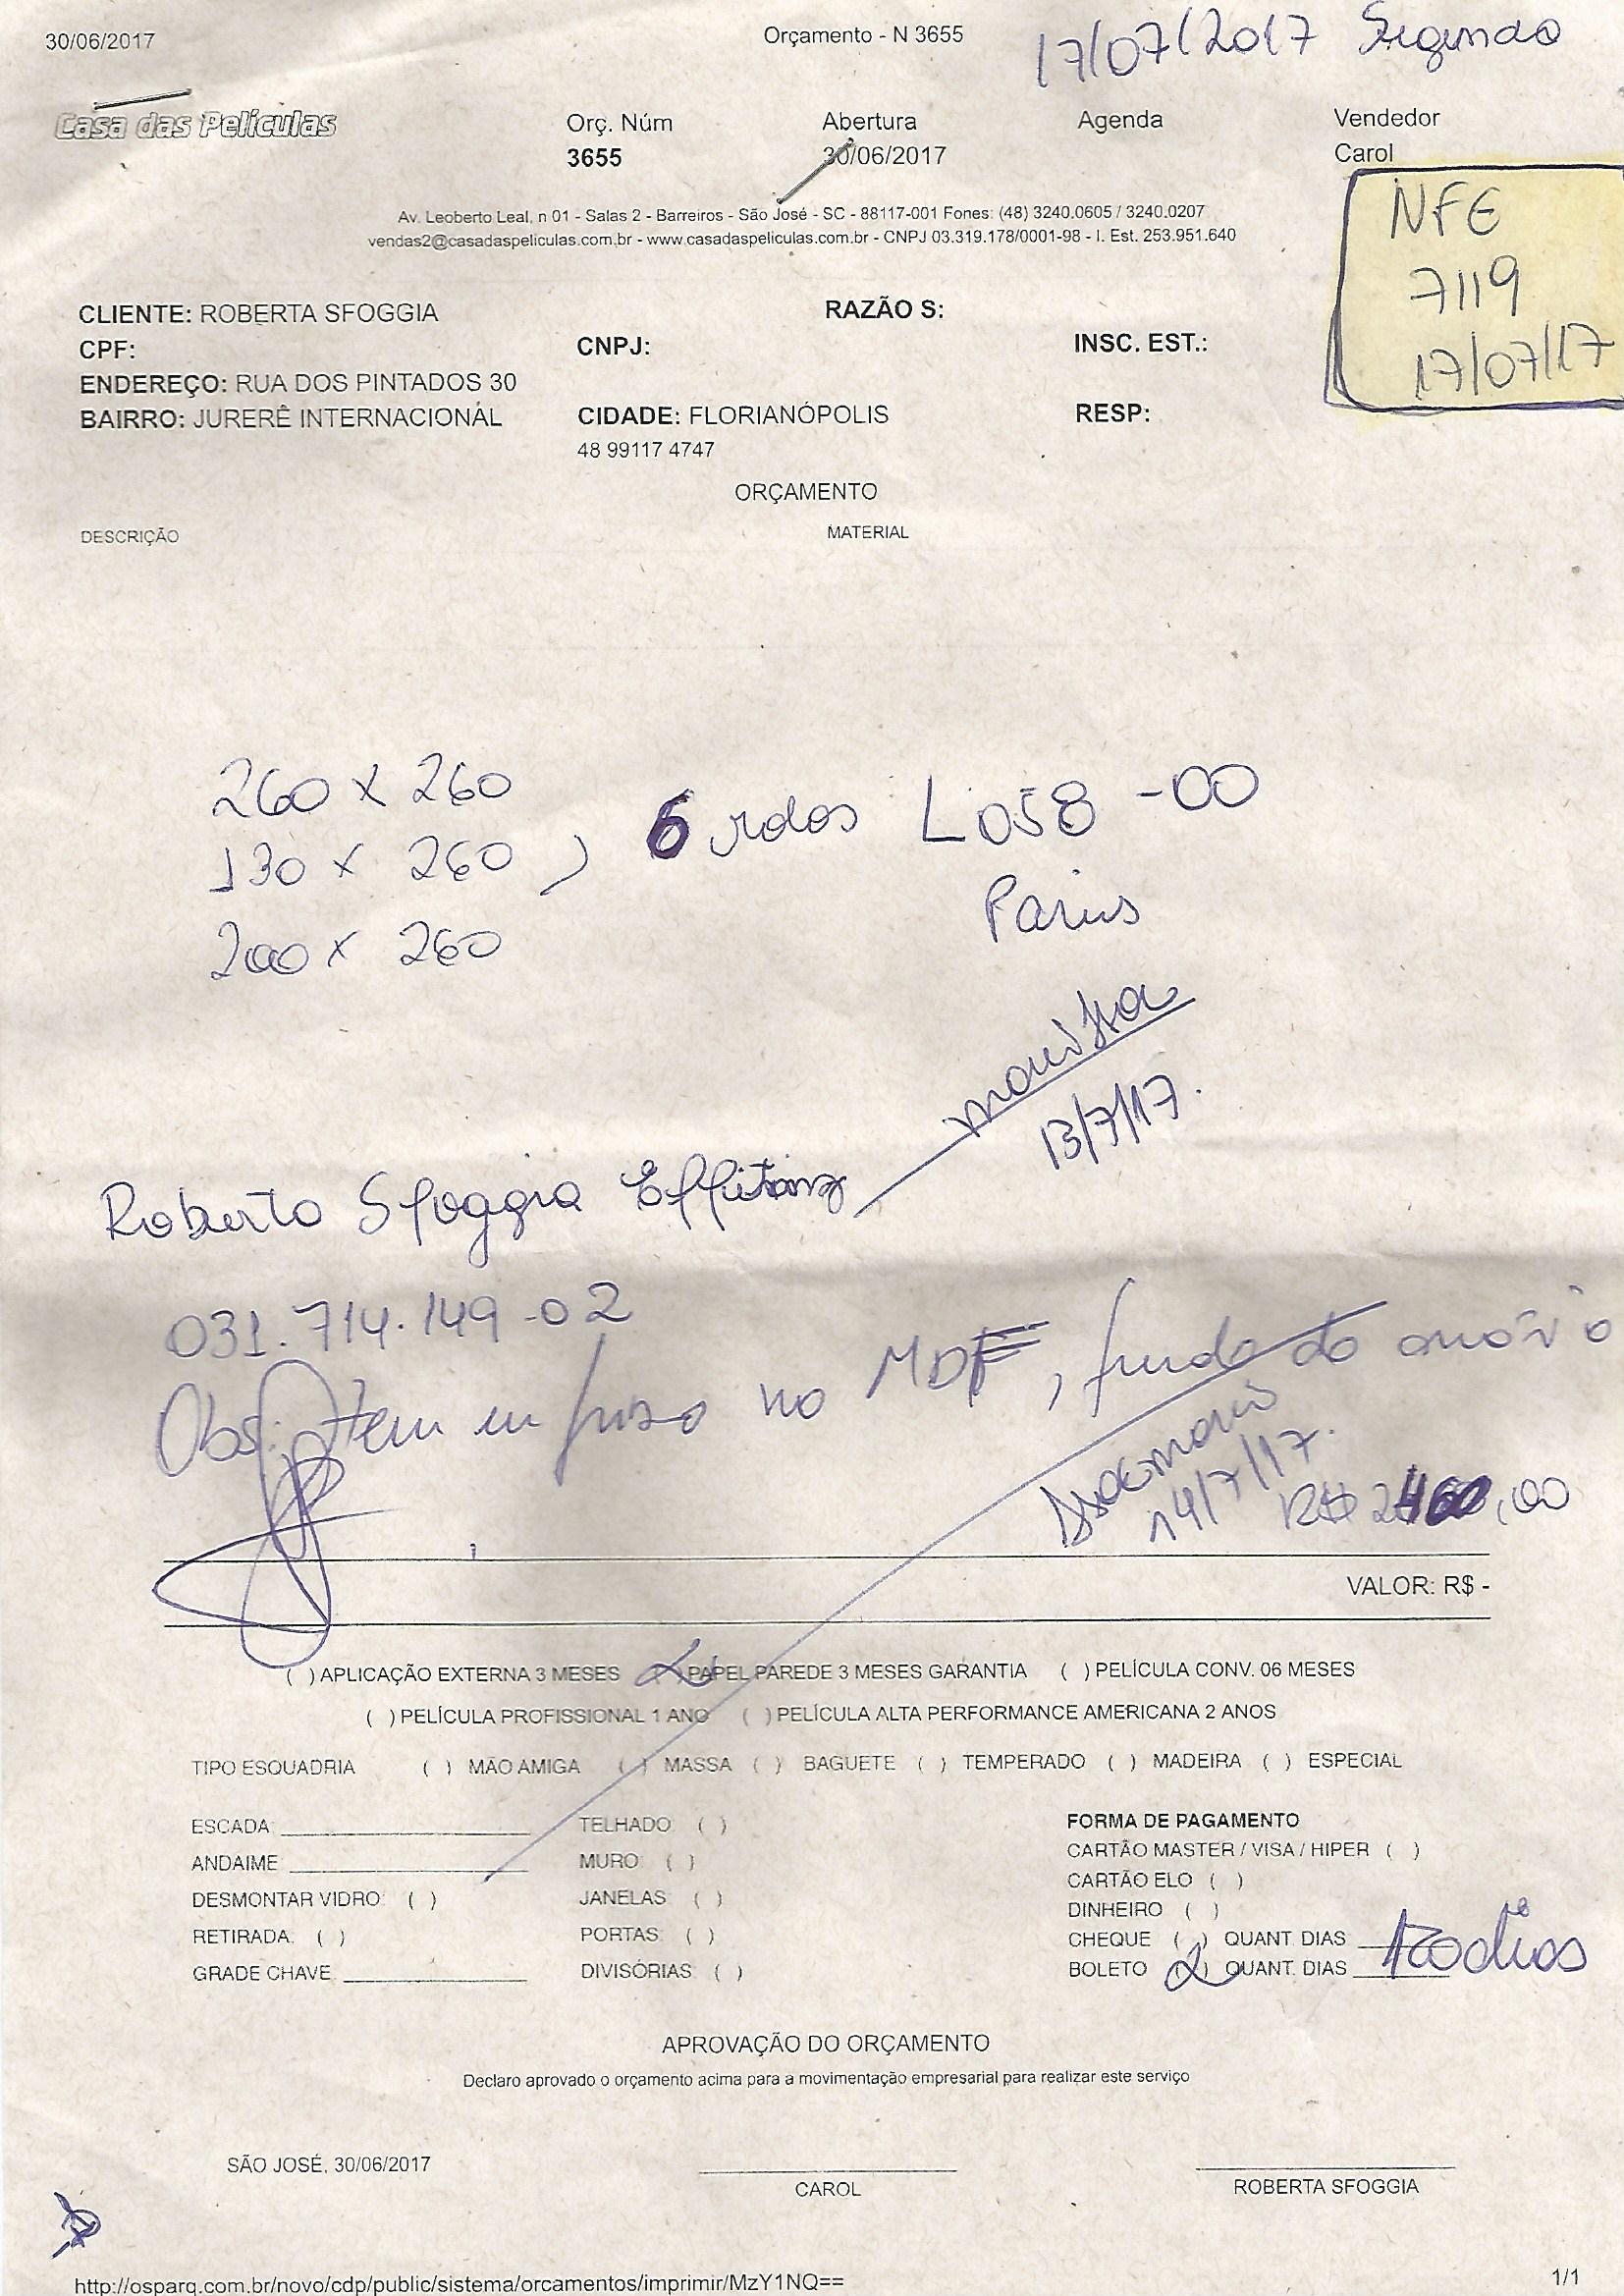 30/06/2017 Orçamento - N 3655 17/07/2017 Segunda
Casa das Películas Orç. Núm Abertura Agenda Vendedor
3655 30/06/2017 Carol
NFE
7119
17/07/17
Av. Leoberto Leal, n 01 - Salas 2 - Barreiros - São José - SC - 88117-001 Fones: (48) 3240.0605 / 3240.0207
vendas2@casadaspeliculas.com.br - www.casadaspeliculas.com.br - CNPJ 03.319.178/0001-98 - I. Est. 253.951.640
CLIENTE: ROBERTA SFOGGIA RAZÃO S:
CPF: CNPJ: INSC. EST.:
ENDEREÇO: RUA DOS PINTADOS 30
BAIRRO: JURERÊ INTERNACIONAL CIDADE: FLORIANÓPOLIS RESP:
48 99117 4747
ORÇAMENTO
DESCRIÇÃO MATERIAL
260 x 260
130 x 260 6 rolos L058-00
200 x 260 Paris
13/7/17.
Roberta Sfoggia
031.714.149-02
Obs: tem um friso no MDF, fundo do
14/7/17.
R$ 2460,00
VALOR: R$ -
( ) APLICAÇÃO EXTERNA 3 MESES ( ) PAPEL PAREDE 3 MESES GARANTIA ( ) PELÍCULA CONV. 06 MESES
( ) PELÍCULA PROFISSIONAL 1 ANO ( ) PELÍCULA ALTA PERFORMANCE AMERICANA 2 ANOS
TIPO ESQUADRIA ( ) MÃO AMIGA ( ) MASSA ( ) BAGUETE ( ) TEMPERADO ( ) MADEIRA ( ) ESPECIAL
ESCADA: TELHADO: ( ) FORMA DE PAGAMENTO
ANDAIME MURO: ( ) CARTÃO MASTER / VISA / HIPER ( )
DESMONTAR VIDRO: ( ) JANELAS: ( ) CARTÃO ELO ( )
RETIRADA: ( ) PORTAS: ( ) DINHEIRO ( )
GRADE CHAVE: DIVISÓRIAS: ( ) CHEQUE ( ) QUANT. DIAS
BOLETO ( ) QUANT. DIAS dias
APROVAÇÃO DO ORÇAMENTO
Declaro aprovado o orçamento acima para a movimentação empresarial para realizar este serviço
SÃO JOSÉ, 30/06/2017
CAROL ROBERTA SFOGGIA
http://osparq.com.br/novo/cdp/public/sistema/orcamentos/imprimir/MzY1NQ== 1/1